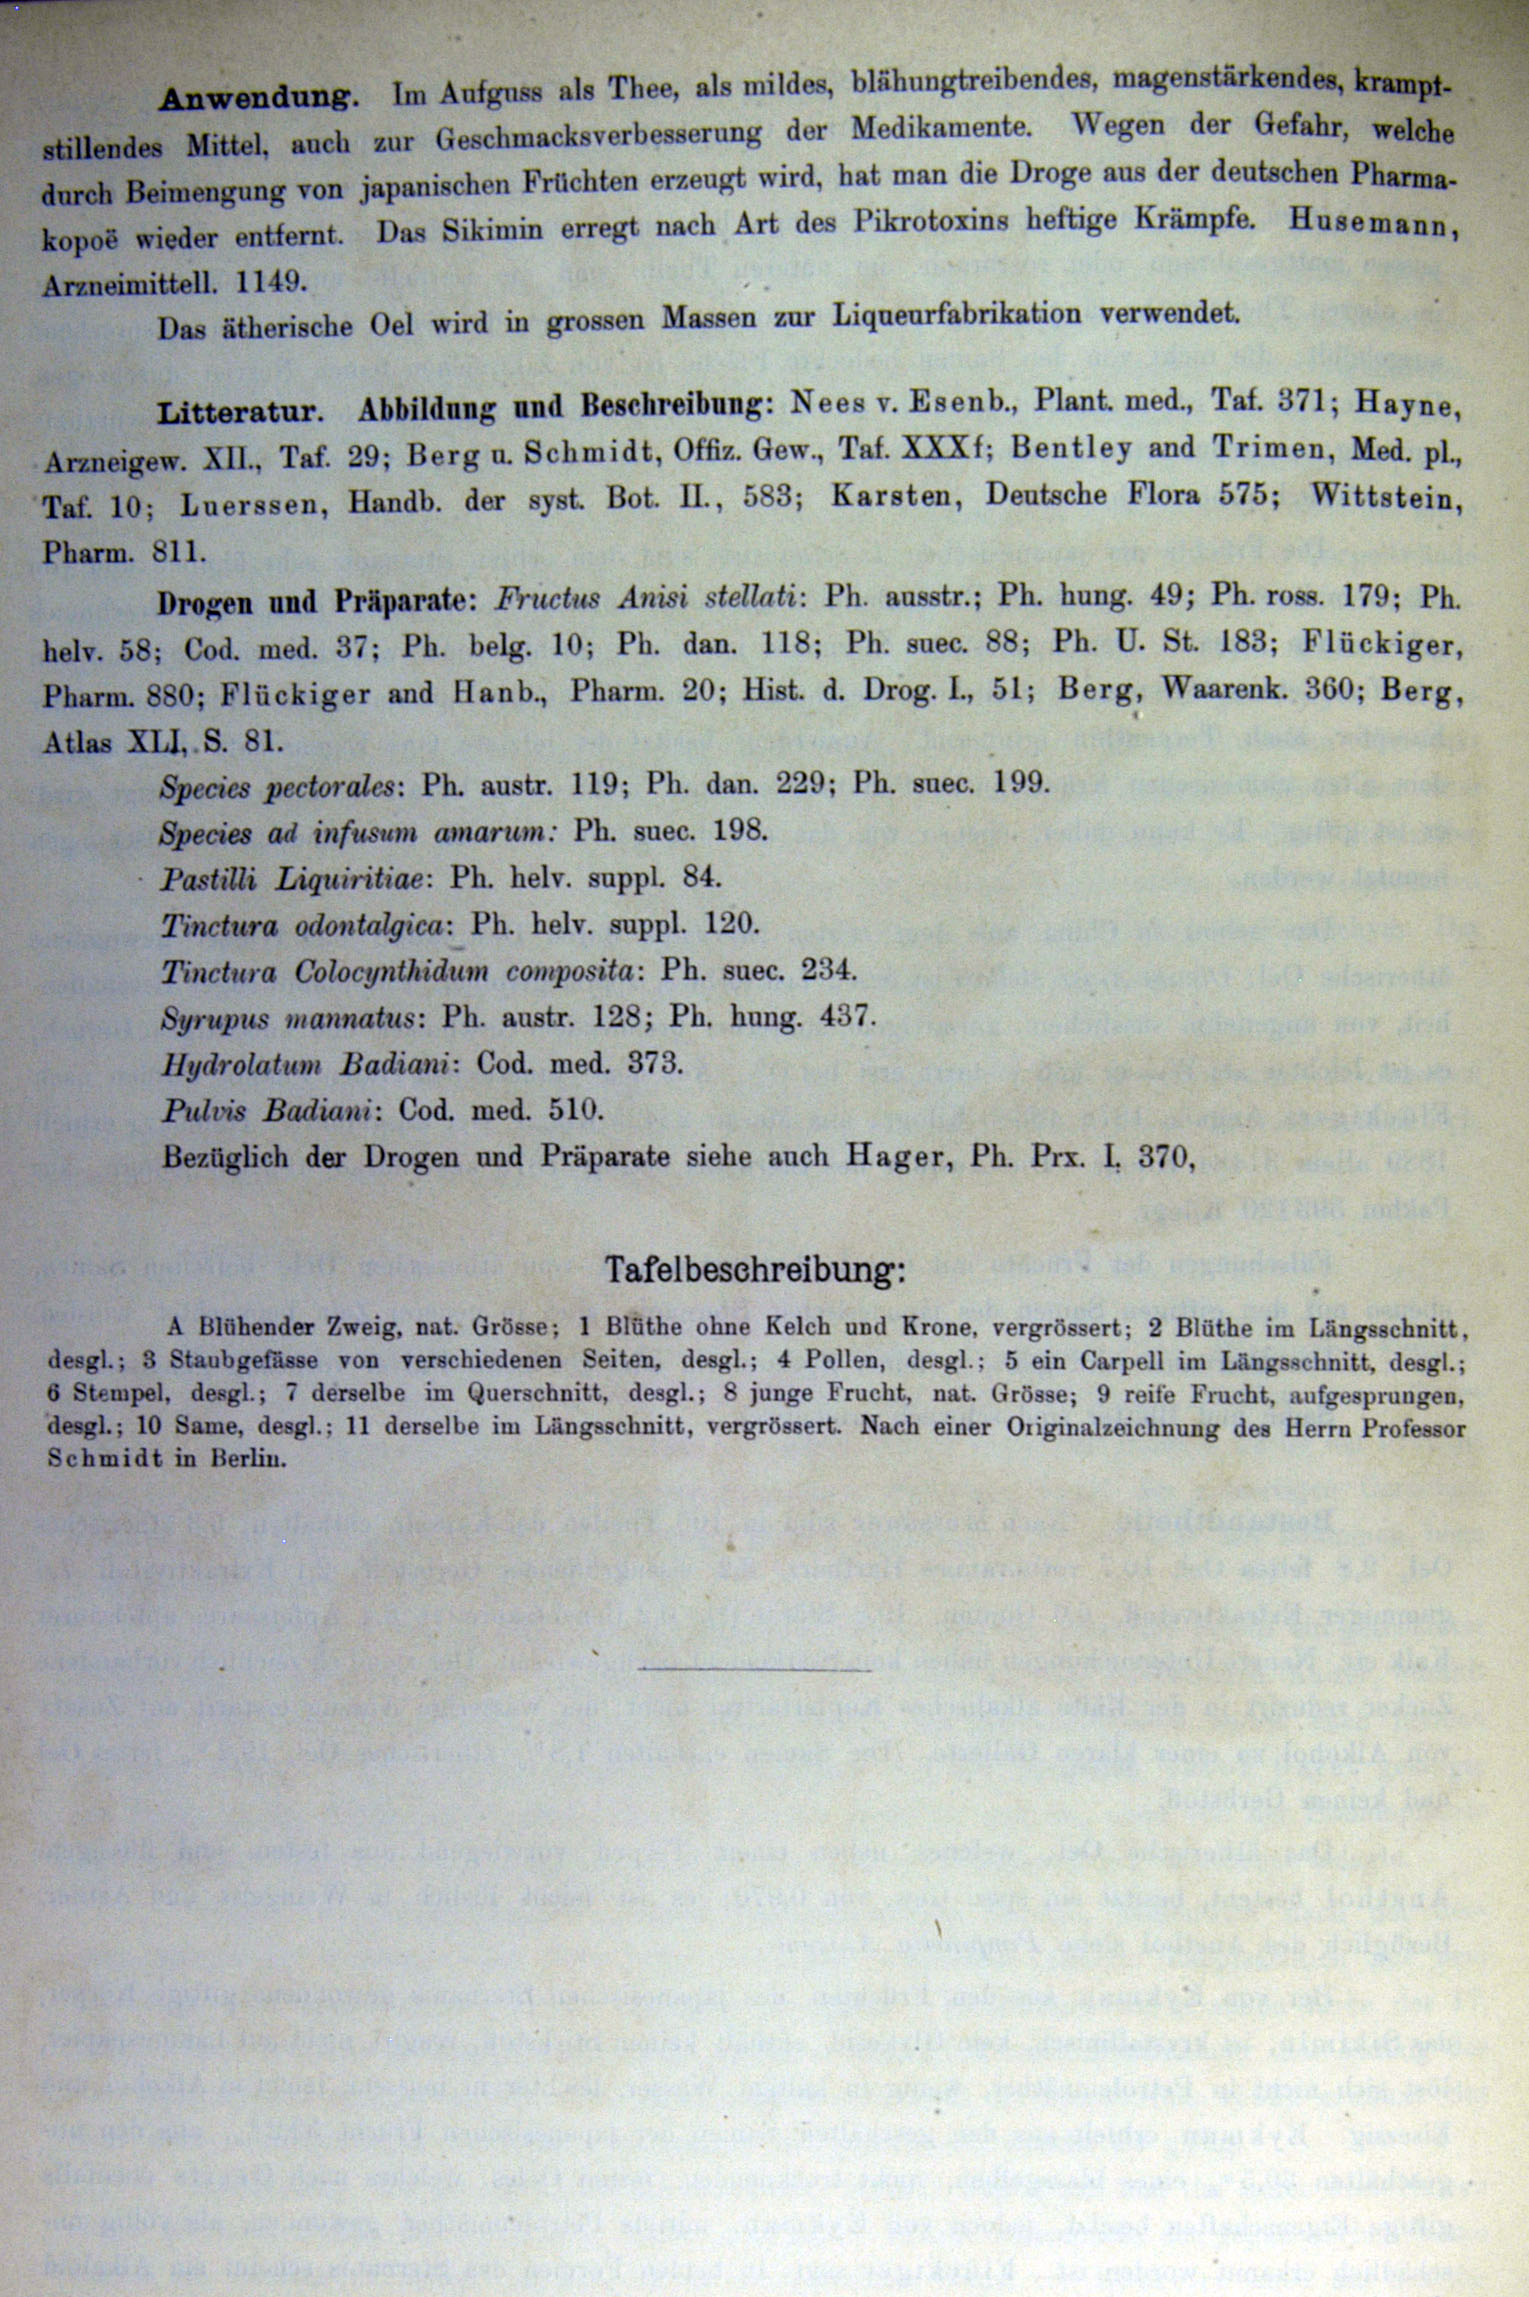 Anwendung. Im Aufguss als Thee, als mildes, blähungtreibendes, magenstärkendes, krampt-
stillendes Mittel, auch zur Geschmacksverbesserung der Medikamente. Wegen der Gefahr, welche
durch Beimengung von japanischen Früchten erzeugt wird, hat man die Droge aus der deutschen Pharma-
kopoë wieder entfernt. Das Sikimin erregt nach Art des Pikrotoxins heftige Krämpfe. Husemann,
Arzneimittell. 1149.
Das ätherische Oel wird in grossen Massen zur Liqueurfabrikation verwendet.
Litteratur. Abbildung und Beschreibung: Nees v. Esenb., Plant. med., Taf. 371; Hayne,
Arzneigew. XII., Taf. 29; Berg u. Schmidt, Offiz. Gew., Taf. XXXf; Bentley and Trimen, Med. pl.,
Taf. 10; Luerssen, Handb. der syst. Bot. II., 583; Karsten, Deutsche Flora 575; Wittstein,
Pharm. 811.
Drogen und Präparate: Fructus Anisi stellati: Ph. ausstr.; Ph. hung. 49; Ph. ross. 179; Ph.
helv. 58; Cod. med. 37; Ph. belg. 10; Ph. dan. 118; Ph. suec. 88; Ph. U. St. 183; Flückiger,
Pharm. 880; Flückiger and Hanb., Pharm. 20; Hist. d. Drog. I., 51; Berg, Waarenk. 360; Berg,
Atlas XLI, S. 81.
Species pectorales: Ph. austr. 119; Ph. dan. 229; Ph. suec. 199.
Species ad infusum amarum: Ph. suec. 198.
Pastilli Liquiritiae: Ph. helv. suppl. 84.
Tinctura odontalgica: Ph. helv. suppl. 120.
Tinctura Colocynthidum composita: Ph. suec. 234.
Syrupus mannatus: Ph. austr. 128; Ph. hung. 437.
Hydrolatum Badiani: Cod. med. 373.
Pulvis Badiani: Cod. med. 510.
Bezüglich der Drogen und Präparate siehe auch Hager, Ph. Prx. I. 370,
Tafelbeschreibung:
A Blühender Zweig, nat. Grösse; 1 Blüthe ohne Kelch und Krone, vergrössert; 2 Blüthe im Längsschnitt,
desgl.; 3 Staubgefässe von verschiedenen Seiten, desgl.; 4 Pollen, desgl.; 5 ein Carpell im Längsschnitt, desgl.;
6 Stempel, desgl.; 7 derselbe im Querschnitt, desgl.; 8 junge Frucht, nat. Grösse; 9 reife Frucht, aufgesprungen,
desgl.; 10 Same, desgl.; 11 derselbe im Längsschnitt, vergrössert. Nach einer Originalzeichnung des Herrn Professor
Schmidt in Berlin.